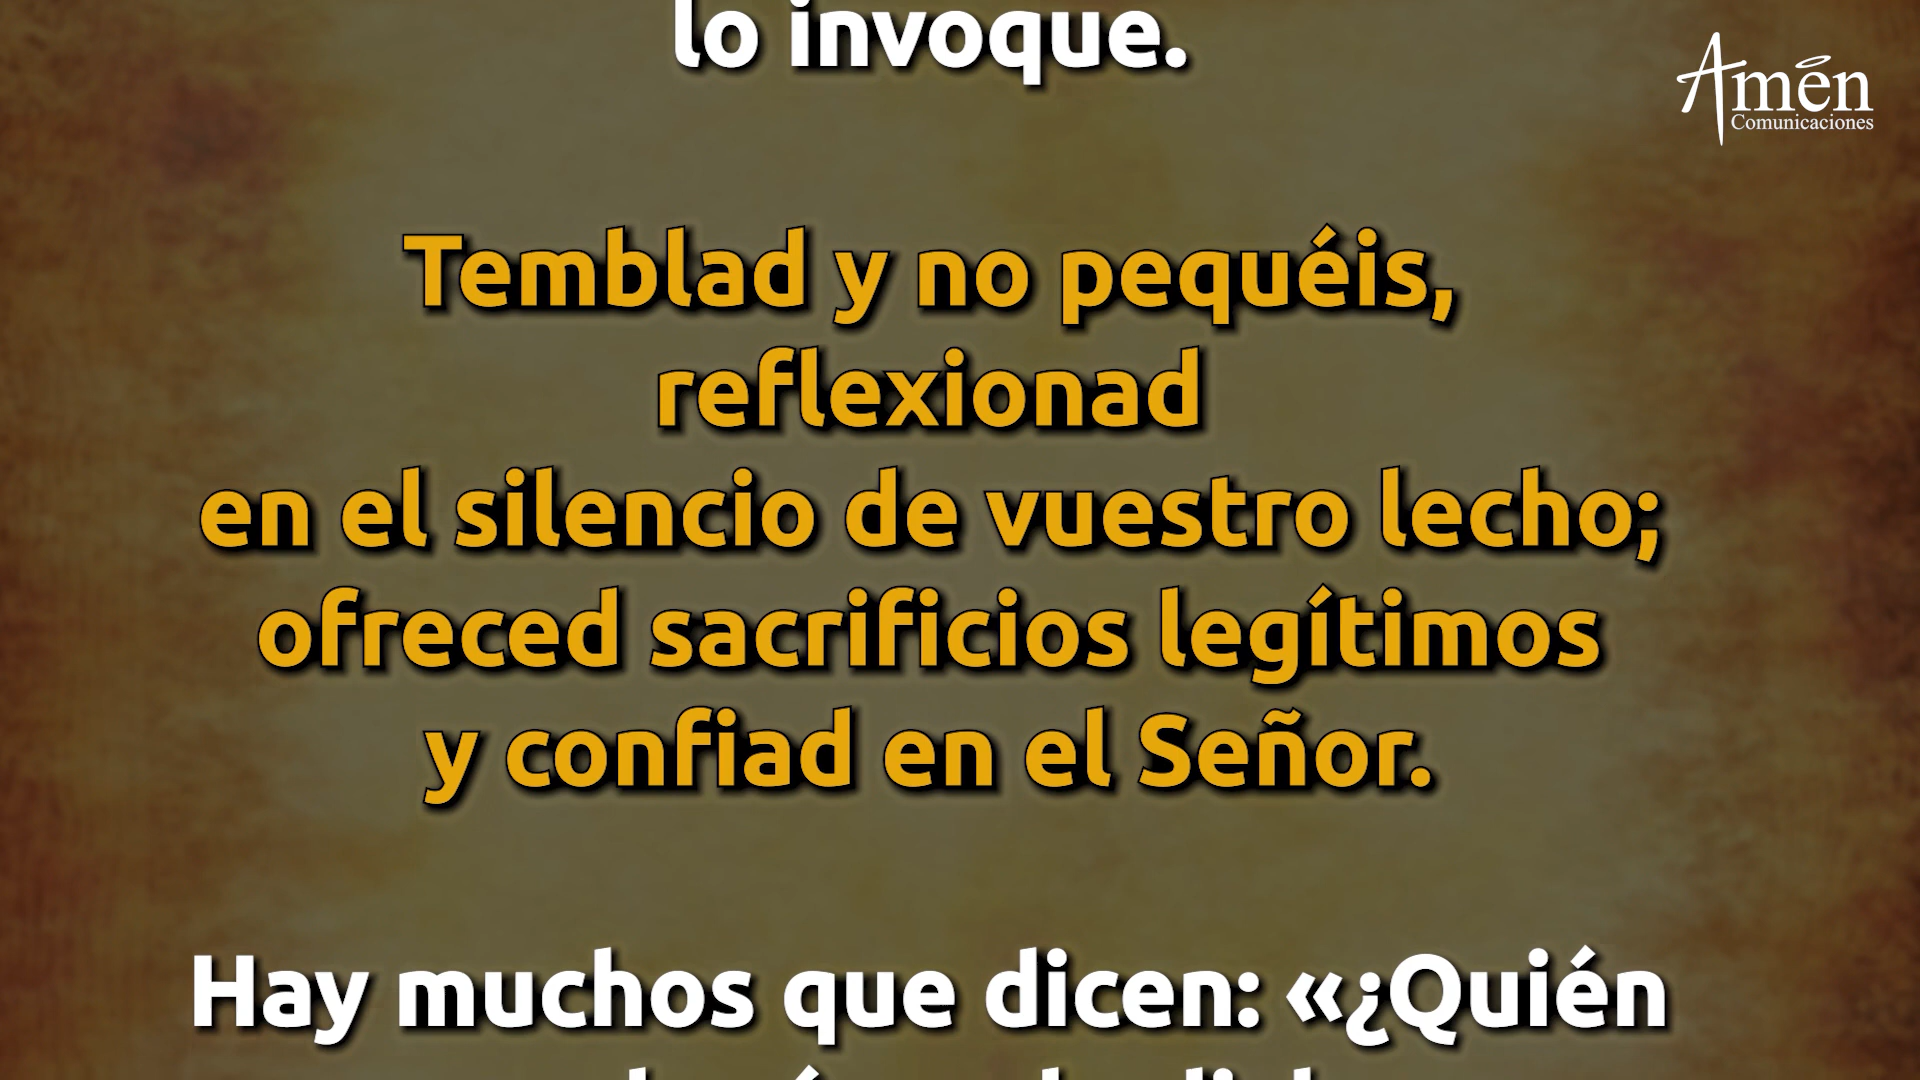 lo invoque.
Amén
Comunicaciones
Temblad y no pequéis,
reflexionad
en el silencio de vuestro lecho;
ofreced sacrificios legítimos
y confiad en el Señor.
Hay muchos que dicen: «¿Quién